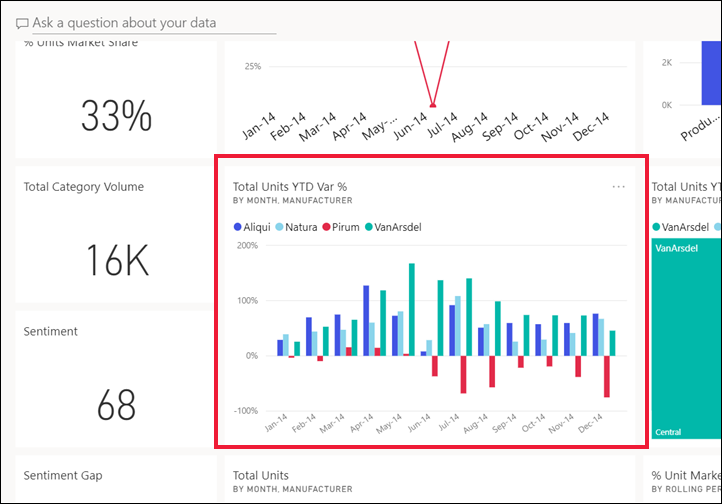 Ask a question about your data
% Units Market Share
33%
25%
Jan-14 Feb-14 Mar-14 Apr-14 May-... Jun-14 Jul-14 Aug-14 Sep-14 Oct-14 Nov-14 Dec-14
2K
0K
Produ...
Total Category Volume
16K
Sentiment
68
Sentiment Gap
Total Units YTD Var %
...
BY MONTH, MANUFACTURER
Aliqui Natura Pirum VanArsdel
200%
100%
0%
-100%
Jan-14 Feb-14 Mar-14 Apr-14 May-14 Jun-14 Jul-14 Aug-14 Sep-14 Oct-14 Nov-14 Dec-14
Total Units
BY MONTH, MANUFACTURER
Total Units YT
BY MANUFACTURER
VanArsdel
VanArsdel
Central
% Unit Market
BY ROLLING PER